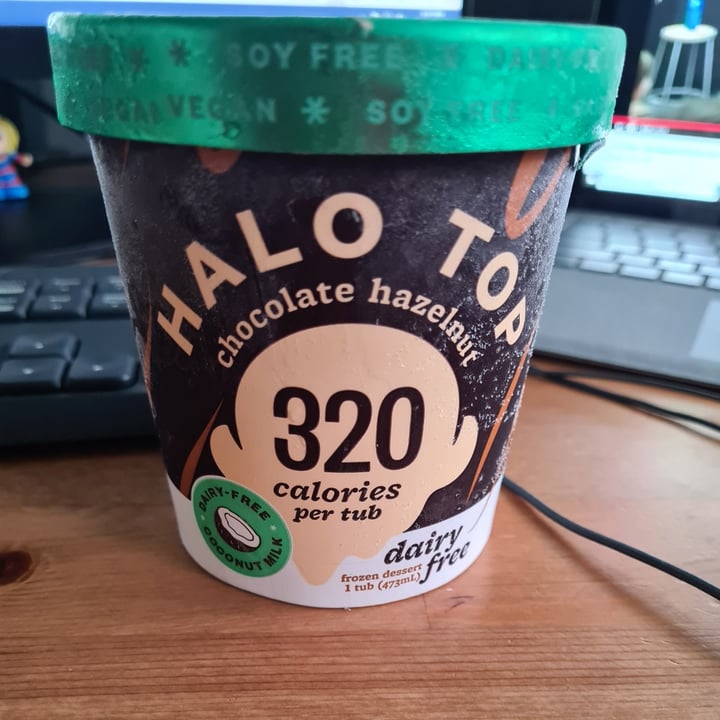 SOY FREE * DAIRY
VEGAN * SOY FREE
HALO TOP
chocolate hazelnut
320
calories
per tub
DAIRY-FREE
COCONUT MILK
dairy
free
frozen dessert
1 tub (473mL)